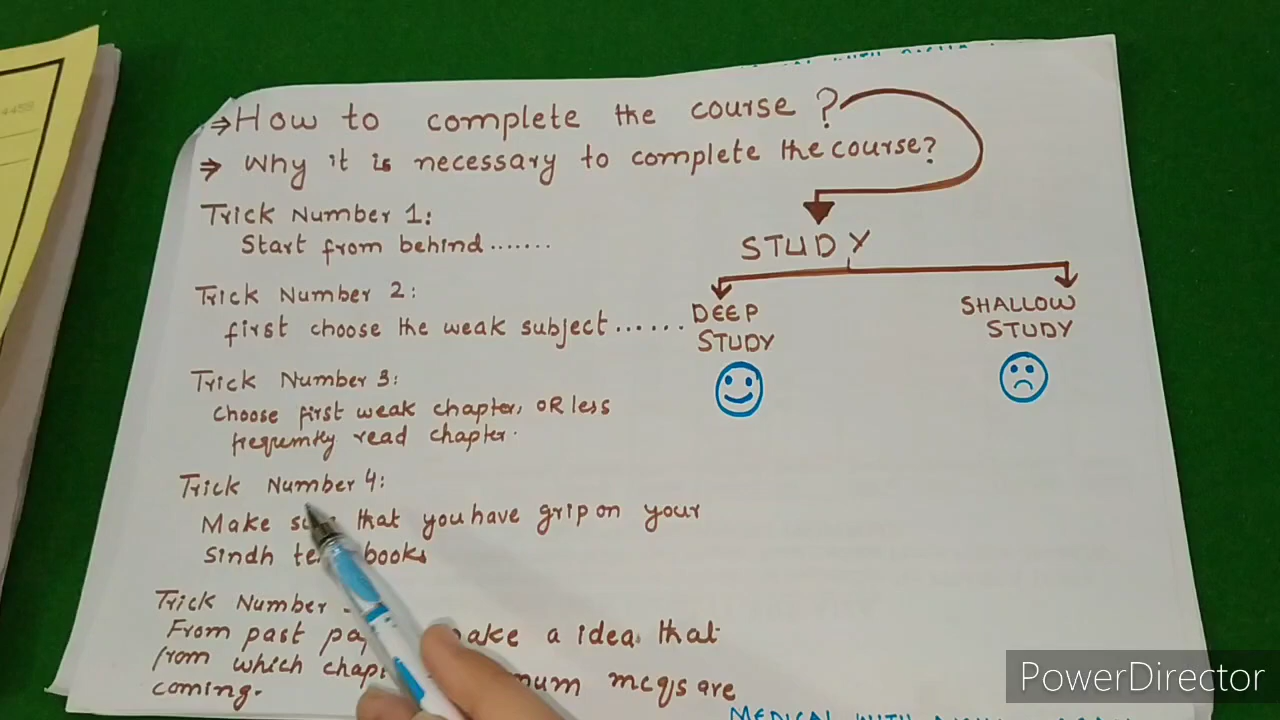 4459
⇒ How to complete the course?
⇒ Why it is necessary to complete the course?
Trick Number 1:
Start from behind.......
STUDY
Trick Number 2:
first choose the weak subject......
DEEP
STUDY
SHALLOW
STUDY
Trick Number 3:
Choose first weak chapter, OR less
frequently read chapter.
Trick Number 4:
Make that you have grip on your
Sindh books
Trick Number
From past a idea that
from which mcqs are
coming.
MEDICAL WITH
PowerDirector